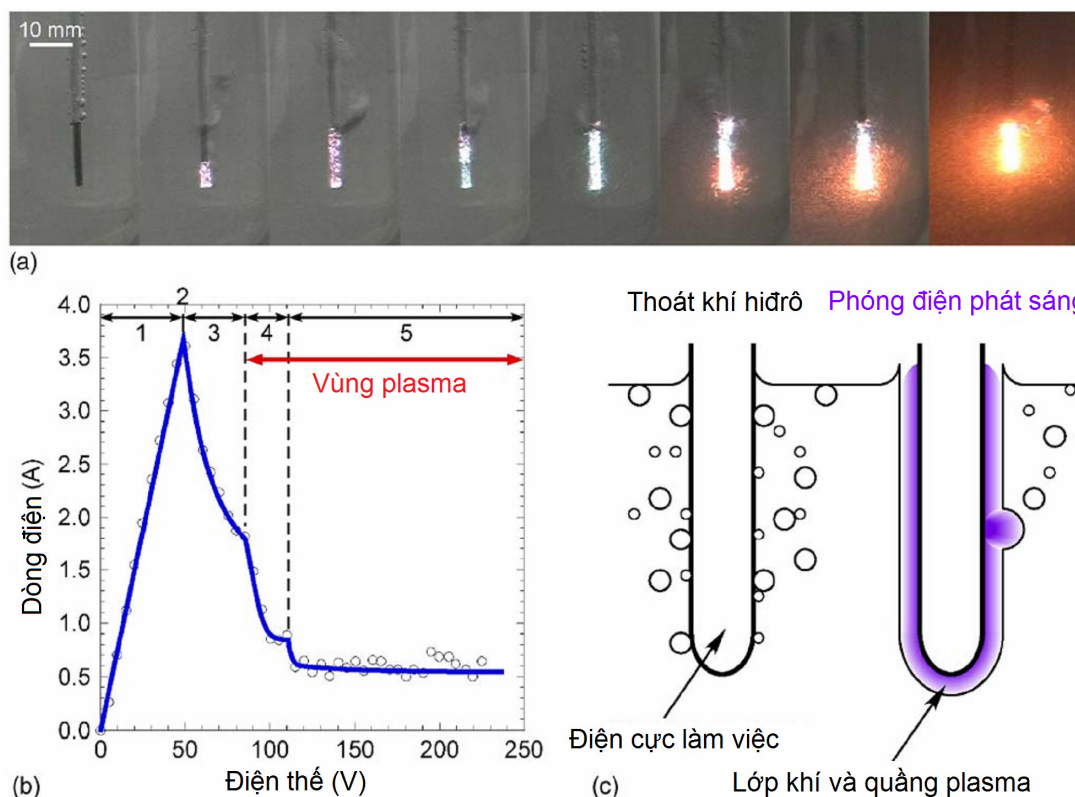 10 mm
(a)
Thoát khí hiđrô
Phóng điện phát sáng
4.0
3.5
3.0
2.5
2.0
1.5
1.0
0.5
0.0
Dòng điện (A)
1
2
3
4
5
Vùng plasma
0
50
100
150
200
250
Điện thế (V)
(b)
Điện cực làm việc
Lớp khí và quầng plasma
(c)